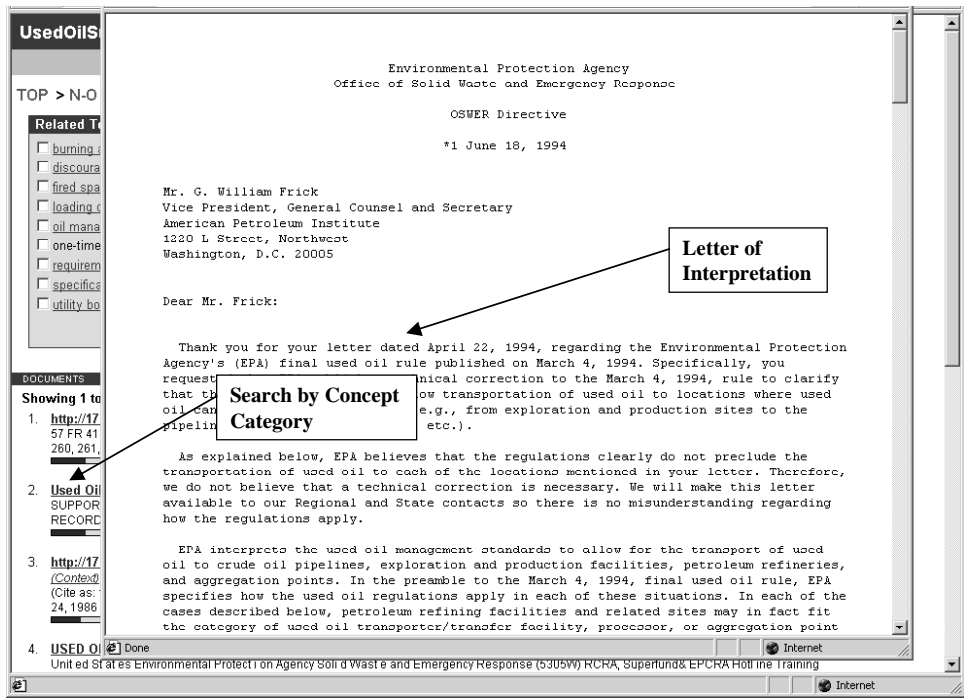 UsedOilS
TOP > N-O
Related T
burning a
discoura
fired spa
loading o
oil mana
one-time
requirem
specifica
utility bo
DOCUMENTS
Showing 1 to
1. http://17
57 FR 41
260, 261,
2. Used Oil
SUPPOR
RECORD
3. http://17
(Context)
(Cite as:
24, 1986
4. USED O
United States Environmental Protection Agency Solid Waste and Emergency Response (5305W) RCRA, Superfund& EPCRA Hotline Training
Environmental Protection Agency
Office of Solid Waste and Emergency Response
OSWER Directive
*1 June 18, 1994
Mr. G. William Frick
Vice President, General Counsel and Secretary
American Petroleum Institute
1220 L Street, Northwest
Washington, D.C. 20005
Dear Mr. Frick:
Thank you for your letter dated April 22, 1994, regarding the Environmental Protection
Agency's (EPA) final used oil rule published on March 4, 1994. Specifically, you
request hnical correction to the March 4, 1994, rule to clarify
that th ow transportation of used oil to locations where used
oil can e.g., from exploration and production sites to the
pipelin etc.).
As explained below, EPA believes that the regulations clearly do not preclude the
transportation of used oil to each of the locations mentioned in your letter. Therefore,
we do not believe that a technical correction is necessary. We will make this letter
available to our Regional and State contacts so there is no misunderstanding regarding
how the regulations apply.
EPA interprets the used oil management standards to allow for the transport of used
oil to crude oil pipelines, exploration and production facilities, petroleum refineries,
and aggregation points. In the preamble to the March 4, 1994, final used oil rule, EPA
specifies how the used oil regulations apply in each of these situations. In each of the
cases described below, petroleum refining facilities and related sites may in fact fit
the category of used oil transporter/transfer facility, processor, or aggregation point
Letter of
Interpretation
Search by Concept
Category
Done
Internet
Internet